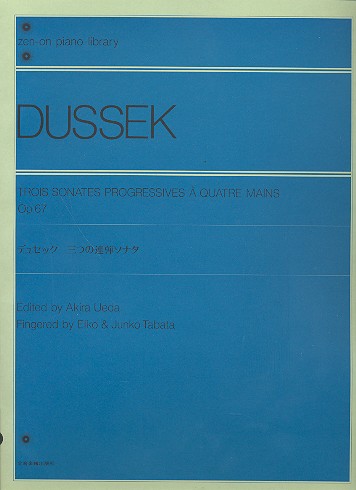 zen-on piano library
DUSSEK
TROIS SONATES PROGRESSIVES À QUATRE MAINS
Op.67
デュセック 三つの連弾ソナタ
Edited by Akira Ueda
Fingered by Eiko & Junko Tabata